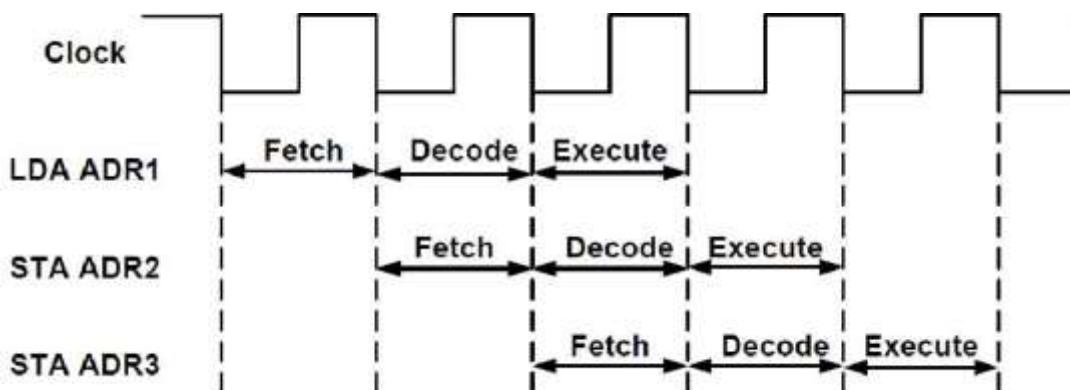 Clock
LDA ADR1 Fetch Decode Execute
STA ADR2 Fetch Decode Execute
STA ADR3 Fetch Decode Execute